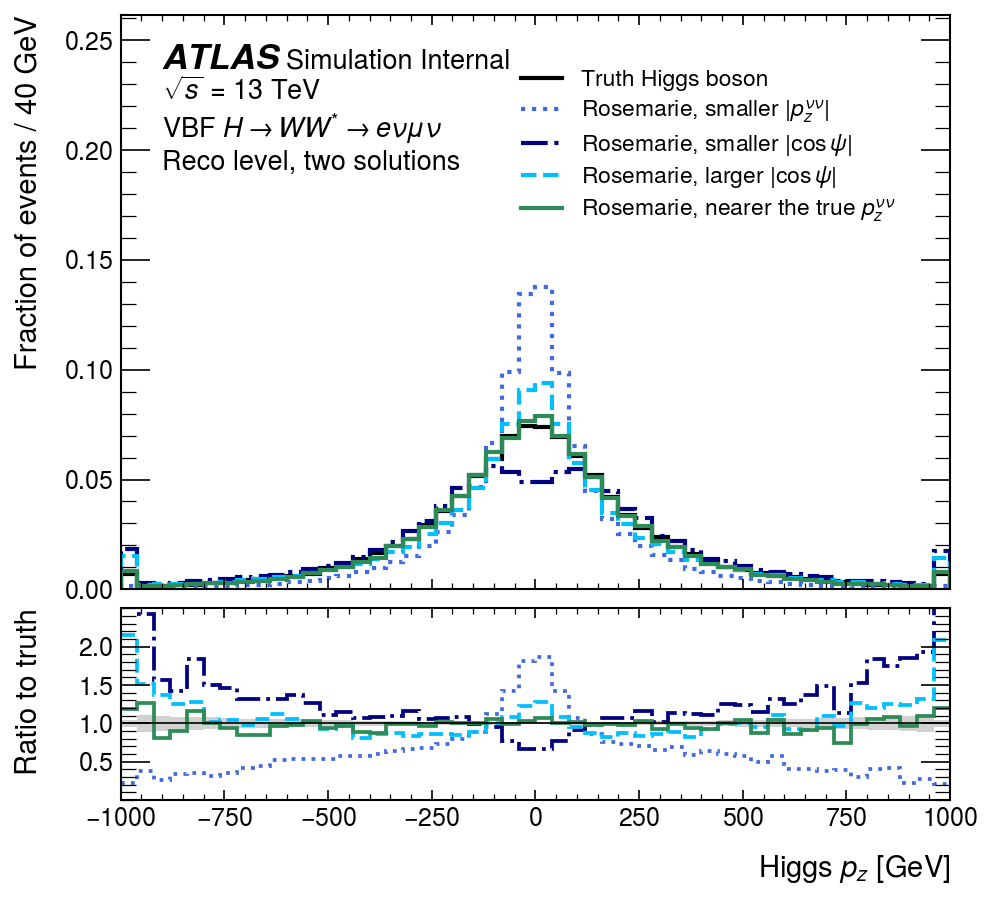 ATLAS Simulation Internal
√s = 13 TeV
VBF H → WW* → eνμν
Reco level, two solutions
Truth Higgs boson
Rosemarie, smaller |p_z^νν|
Rosemarie, smaller |cos ψ|
Rosemarie, larger |cos ψ|
Rosemarie, nearer the true p_z^νν
Fraction of events / 40 GeV
0.25
0.20
0.15
0.10
0.05
0.00
Ratio to truth
2.0
1.5
1.0
0.5
−1000 −750 −500 −250 0 250 500 750 1000
Higgs p_z [GeV]